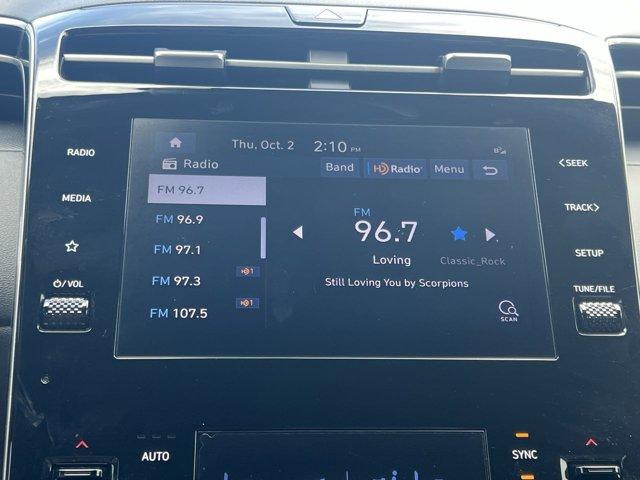 Thu, Oct. 2 2:10 PM
Radio Band HD Radio Menu
RADIO
MEDIA
⏻/VOL
FM 96.7
FM 96.9
FM 97.1
FM 97.3 HD1
FM 107.5 HD1
FM
96.7
Loving Classic_Rock
Still Loving You by Scorpions
SCAN
<SEEK
TRACK>
SETUP
TUNE/FILE
AUTO
SYNC